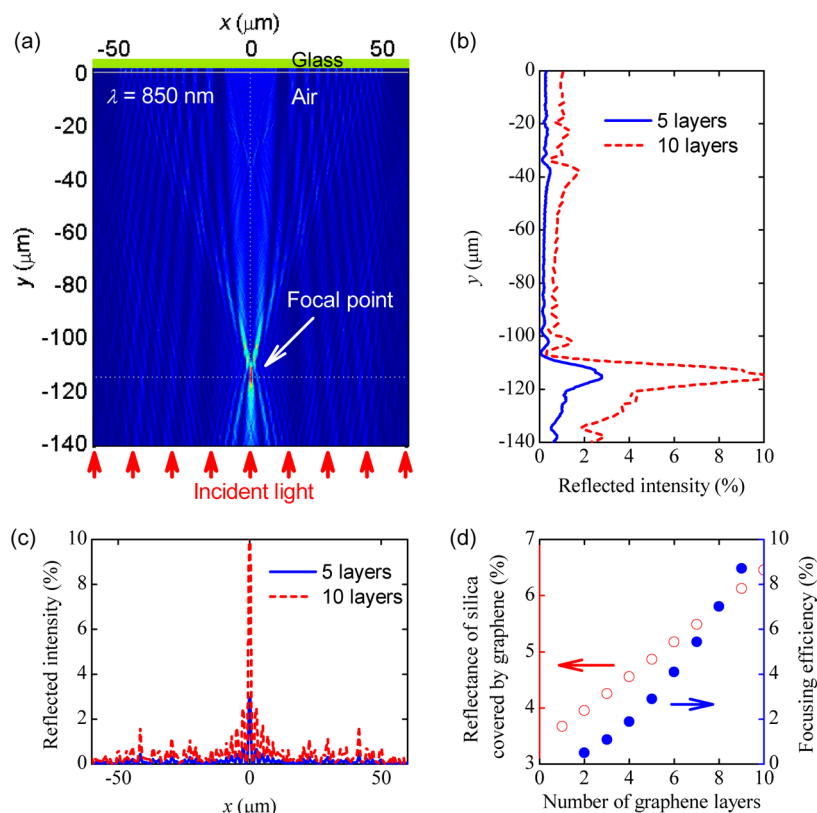 (a)
x (μm)
-50 0 50
Glass
0
λ = 850 nm
Air
-20
-40
-60
-80
-100
-120
-140
y (μm)
Focal point
Incident light
(b)
0
-40
-80
-100
-120
-140
y (μm)
5 layers
10 layers
0 2 4 6 8 10
Reflected intensity (%)
(c)
10
8
6
4
2
0
Reflected intensity (%)
5 layers
10 layers
-50 0 50
x (μm)
(d)
7
6
5
4
3
Reflectance of silica
covered by graphene (%)
10
8
6
4
2
0
Focusing efficiency (%)
0 2 4 6 8 10
Number of graphene layers